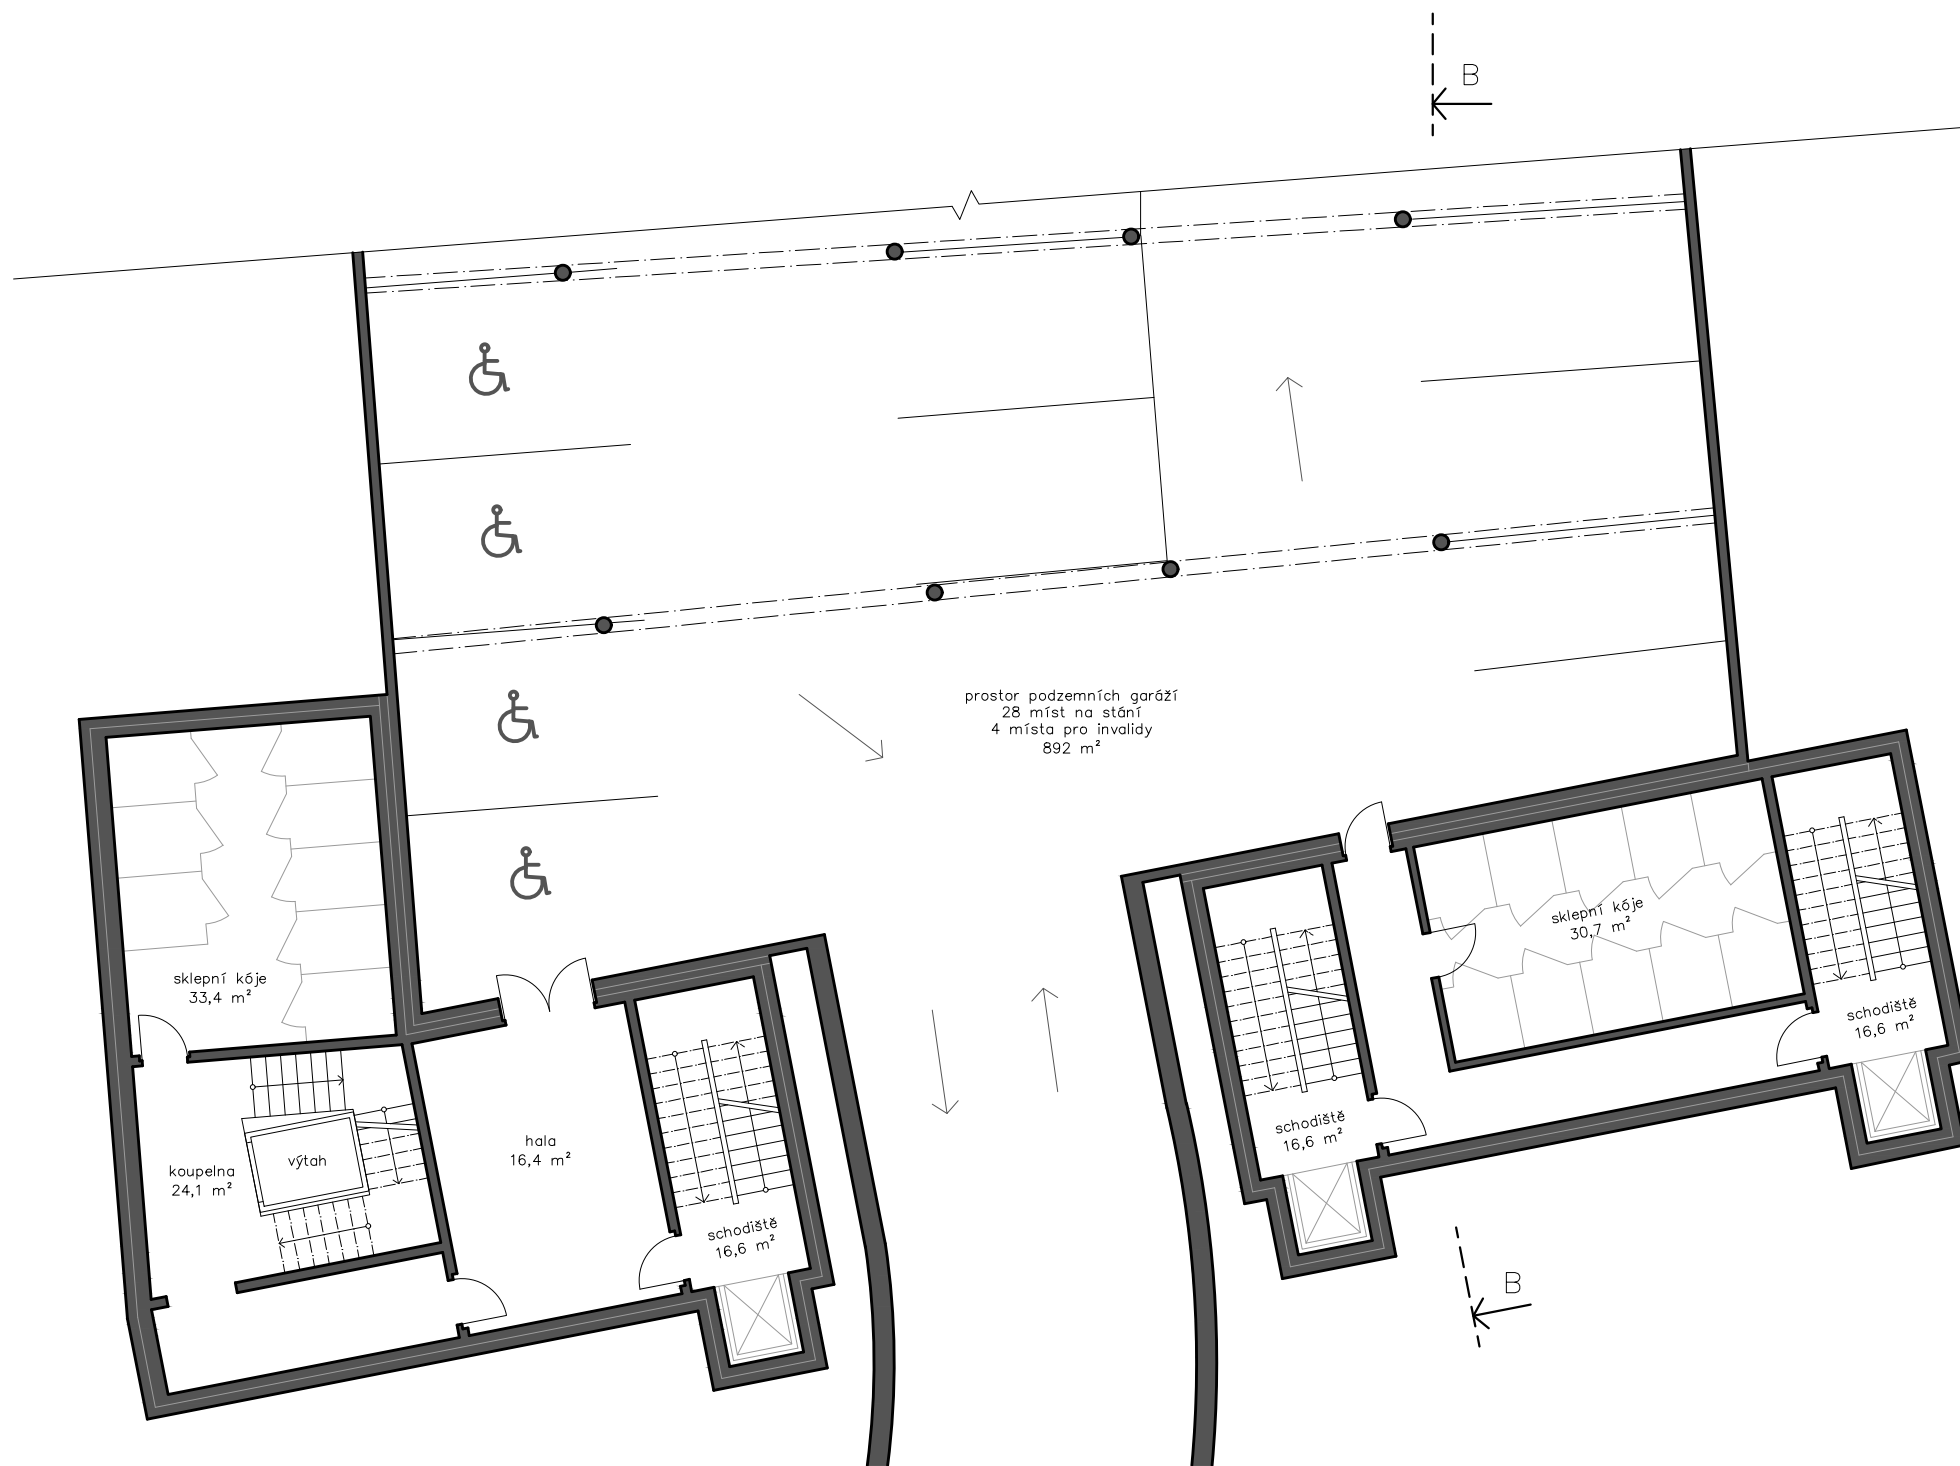 B
prostor podzemních garáží
28 míst na stání
4 místa pro invalidy
892 m²
sklepní kóje
30,7 m²
sklepní kóje
33,4 m²
schodiště
16,6 m²
schodiště
16,6 m²
hala
16,4 m²
výtah
koupelna
24,1 m²
schodiště
16,6 m²
B